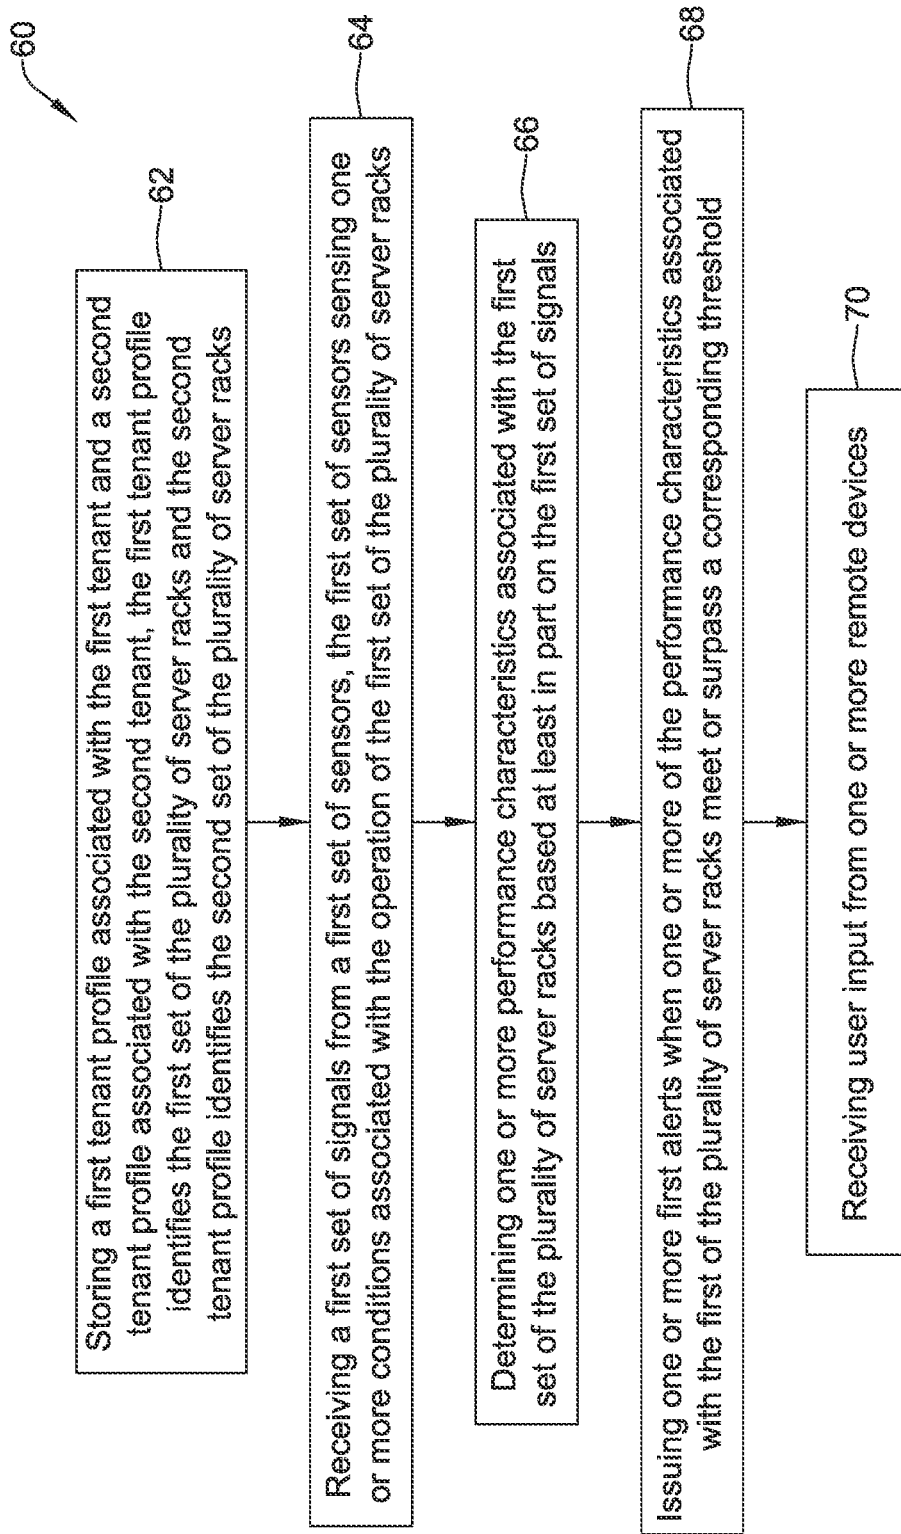 60
62
Storing a first tenant profile associated with the first tenant and a second
tenant profile associated with the second tenant, the first tenant profile
identifies the first set of the plurality of server racks and the second
tenant profile identifies the second set of the plurality of server racks
64
Receiving a first set of signals from a first set of sensors, the first set of sensors sensing one
or more conditions associated with the operation of the first set of the plurality of server racks
66
Determining one or more performance characteristics associated with the first
set of the plurality of server racks based at least in part on the first set of signals
68
Issuing one or more first alerts when one or more of the performance characteristics associated
with the first of the plurality of server racks meet or surpass a corresponding threshold
70
Receiving user input from one or more remote devices